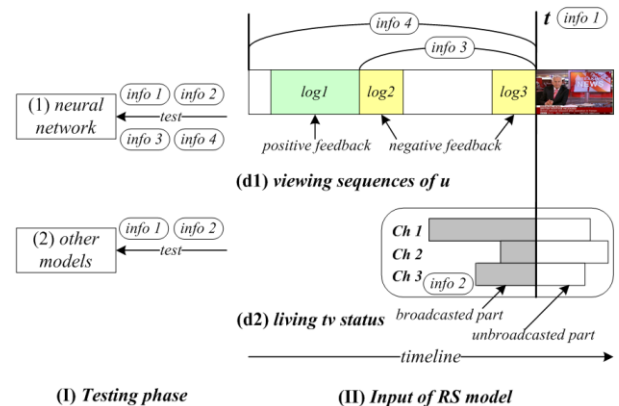 info 4
t info 1
info 3
log1
log2
log3
NEWS
positive feedback
negative feedback
(d1) viewing sequences of u
(1) neural
network
info 1 info 2
test
info 3 info 4
(2) other
models
info 1 info 2
test
Ch 1
Ch 2
Ch 3
info 2
(d2) living tv status
broadcasted part
unbroadcasted part
timeline
(I) Testing phase
(II) Input of RS model